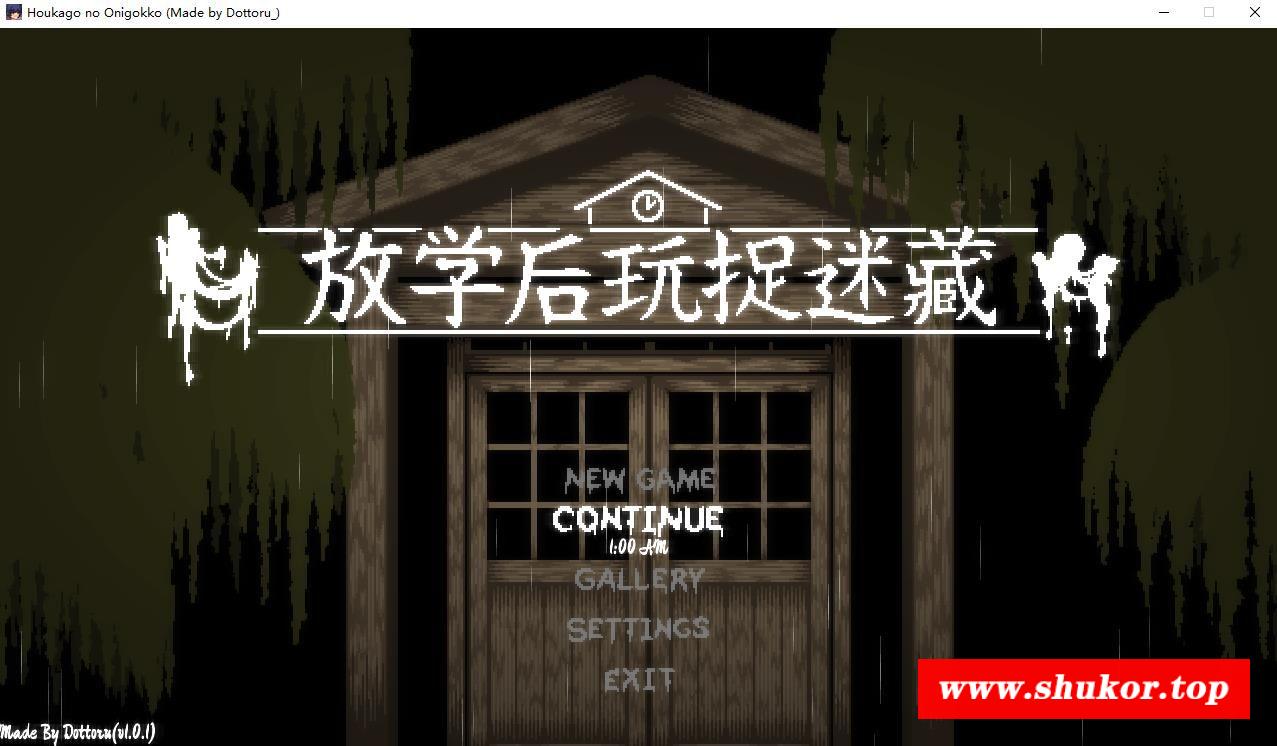 Houkago no Onigokko (Made by Dottoru_)
放学后玩捉迷藏
NEW GAME
CONTINUE
1:00 AM
GALLERY
SETTINGS
EXIT
www.shukor.top
Made By Dottoru(v1.0.1)